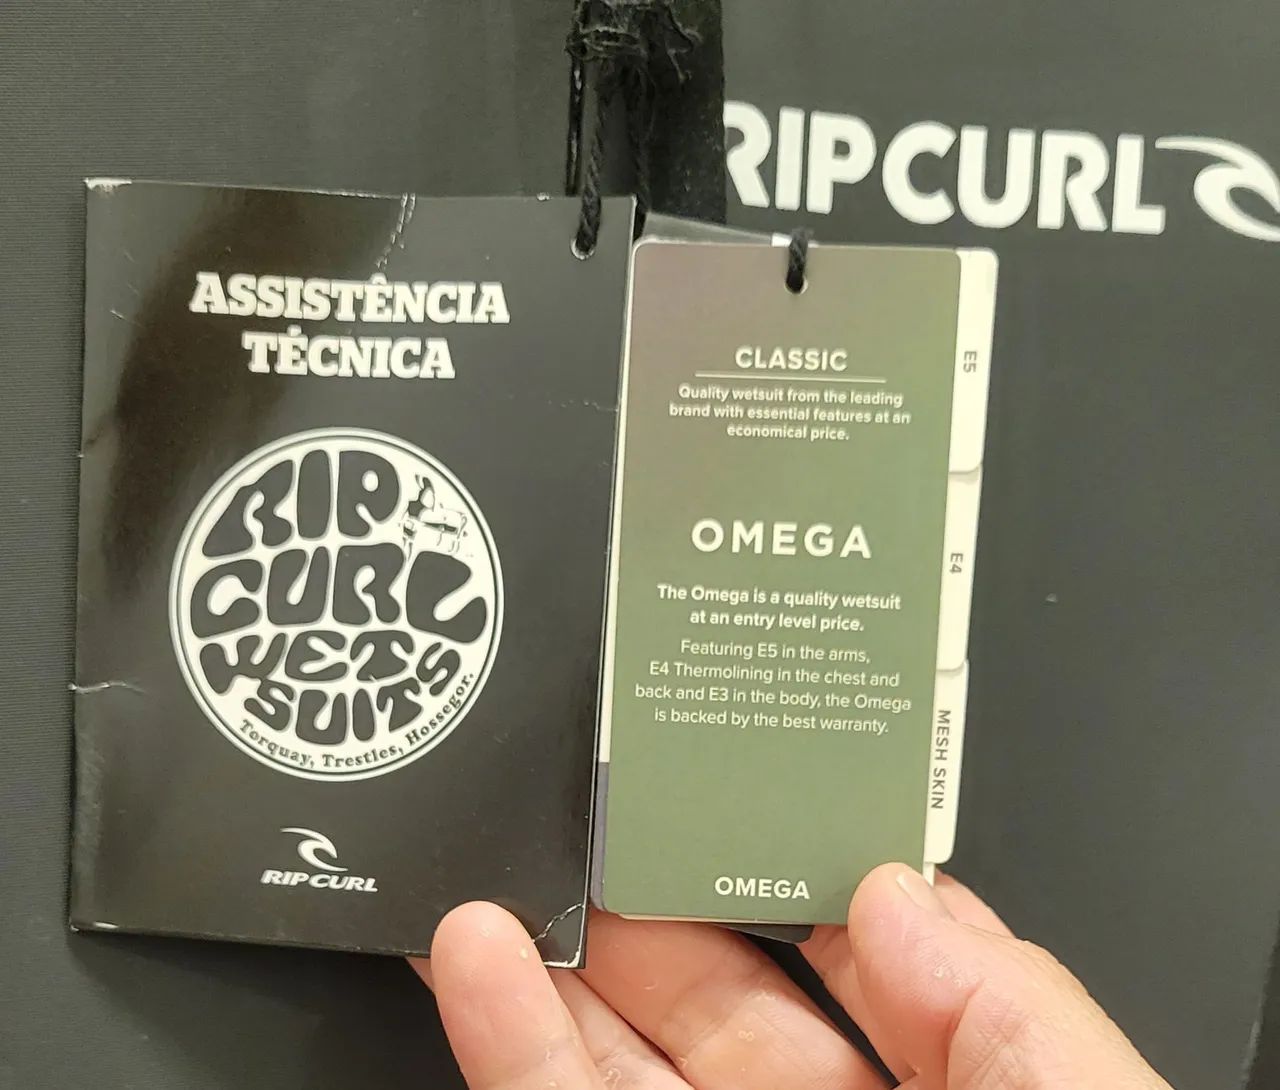 RIP CURL
ASSISTÊNCIA
TÉCNICA
RIP
CURL
WET
SUITS
Torquay, Trestles, Hossegor.
RIP CURL
CLASSIC
Quality wetsuit from the leading
brand with essential features at an
economical price.
OMEGA
The Omega is a quality wetsuit
at an entry level price.
Featuring E5 in the arms,
E4 Thermolining in the chest and
back and E3 in the body, the Omega
is backed by the best warranty.
OMEGA
E5
E4
MESH SKIN